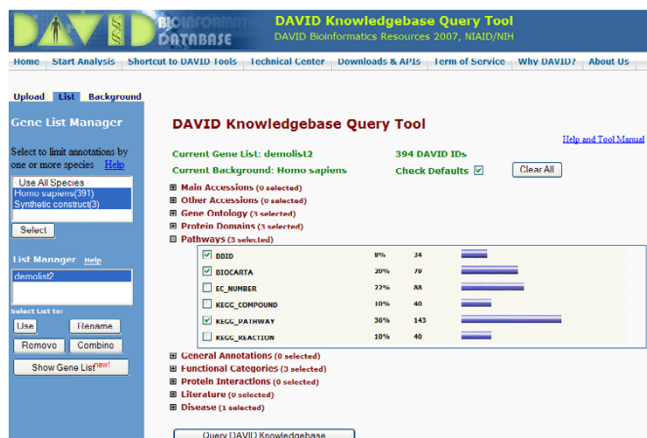 DAVID BIOINFORMATICS DATABASE
DAVID Knowledgebase Query Tool
DAVID Bioinformatics Resources 2007, NIAID/NIH
Home Start Analysis Shortcut to DAVID Tools Technical Center Downloads & APIs Term of Service Why DAVID? About Us
Upload List Background
Gene List Manager
Select to limit annotations by
one or more species Help
Use All Species
Homo sapiens(391)
Synthetic construct(3)
Select
List Manager Help
demolist2
Select List to:
Use Rename
Remove Combine
Show Gene List new!
DAVID Knowledgebase Query Tool
Help and Tool Manual
Current Gene List: demolist2 394 DAVID IDs
Current Background: Homo sapiens Check Defaults Clear All
Main Accessions (0 selected)
Other Accessions (0 selected)
Gene Ontology (3 selected)
Protein Domains (3 selected)
Pathways (3 selected)
BBID 8% 34
BIOCARTA 20% 79
EC_NUMBER 22% 88
KEGG_COMPOUND 10% 40
KEGG_PATHWAY 36% 143
KEGG_REACTION 10% 40
General Annotations (0 selected)
Functional Categories (3 selected)
Protein Interactions (0 selected)
Literature (0 selected)
Disease (1 selected)
Query DAVID Knowledgebase